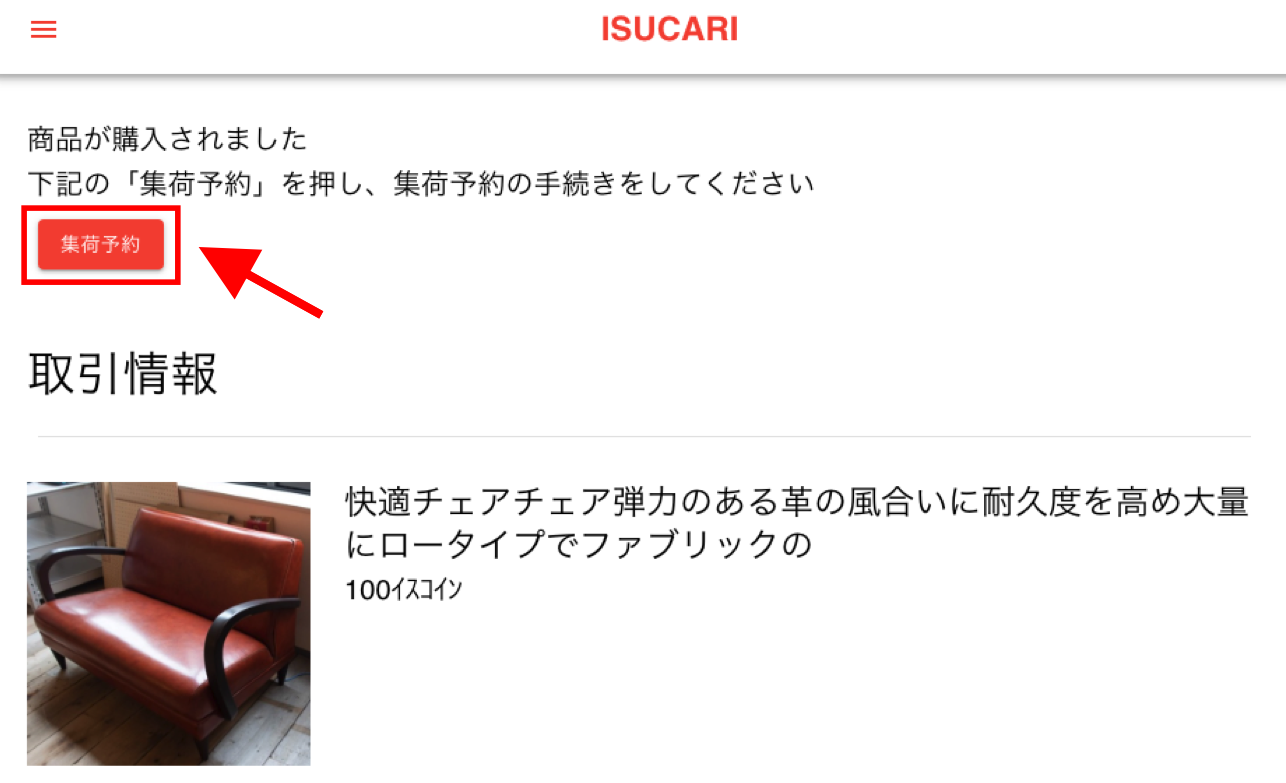 ISUCARI
商品が購入されました
下記の「集荷予約」を押し、集荷予約の手続きをしてください
集荷予約
取引情報
快適チェアチェア弾力のある革の風合いに耐久度を高め大量
にロータイプでファブリックの
100ｲｽｺｲﾝ